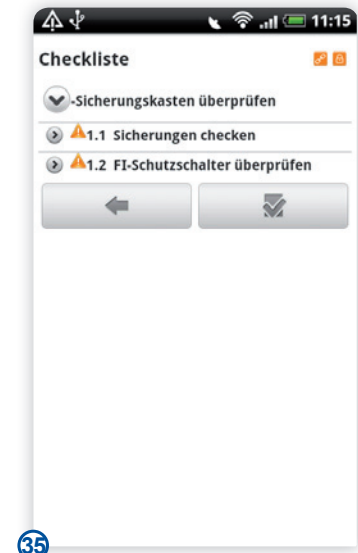 11:15
Checkliste
-Sicherungskasten überprüfen
1.1 Sicherungen checken
1.2 FI-Schutzschalter überprüfen
35